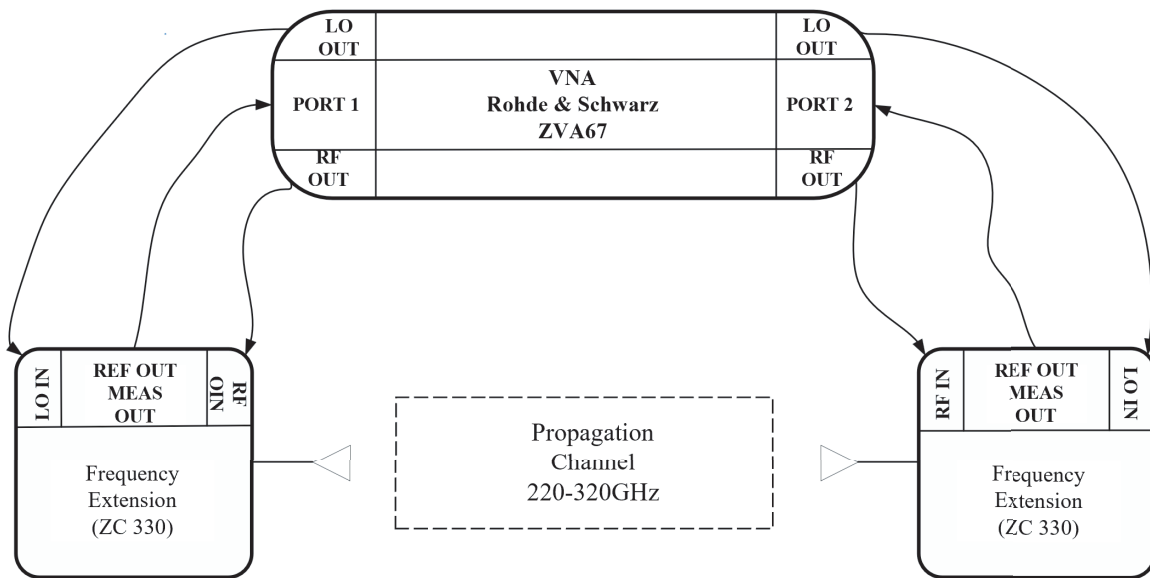 LO
OUT
LO
OUT
VNA
Rohde & Schwarz
ZVA67
PORT 1
PORT 2
RF
OUT
RF
OUT
LO IN
REF OUT
MEAS
OUT
RF
OIN
Frequency
Extension
(ZC 330)
Propagation
Channel
220-320GHz
RF IN
REF OUT
MEAS
OUT
LO IN
Frequency
Extension
(ZC 330)